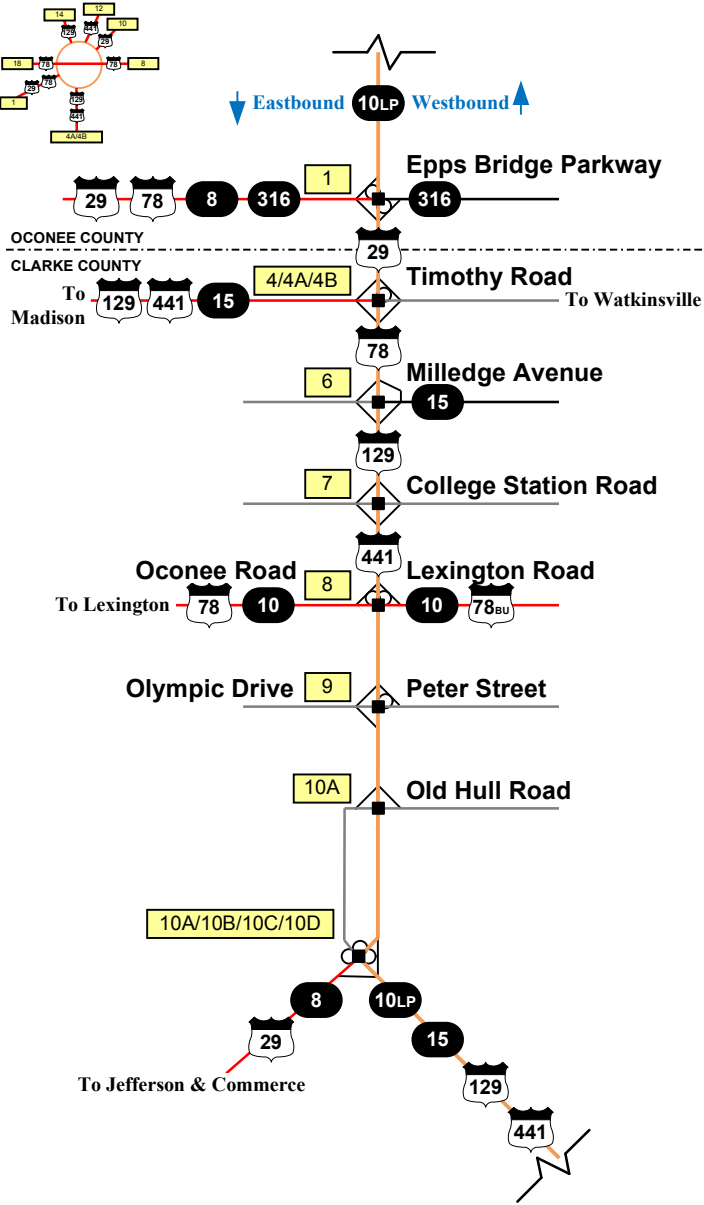 14
12
10
129
441
29
18
78
78
8
29
78
1
129
441
4A/4B
Eastbound 10LP Westbound
1
Epps Bridge Parkway
29 78 8 316 316
OCONEE COUNTY
29
CLARKE COUNTY
4/4A/4B
Timothy Road
To Madison 129 441 15 To Watkinsville
78
6
Milledge Avenue
15
129
7
College Station Road
441
Oconee Road 8 Lexington Road
To Lexington 78 10 10 78BU
Olympic Drive 9 Peter Street
10A
Old Hull Road
10A/10B/10C/10D
8 10LP
29 15
To Jefferson & Commerce
129
441